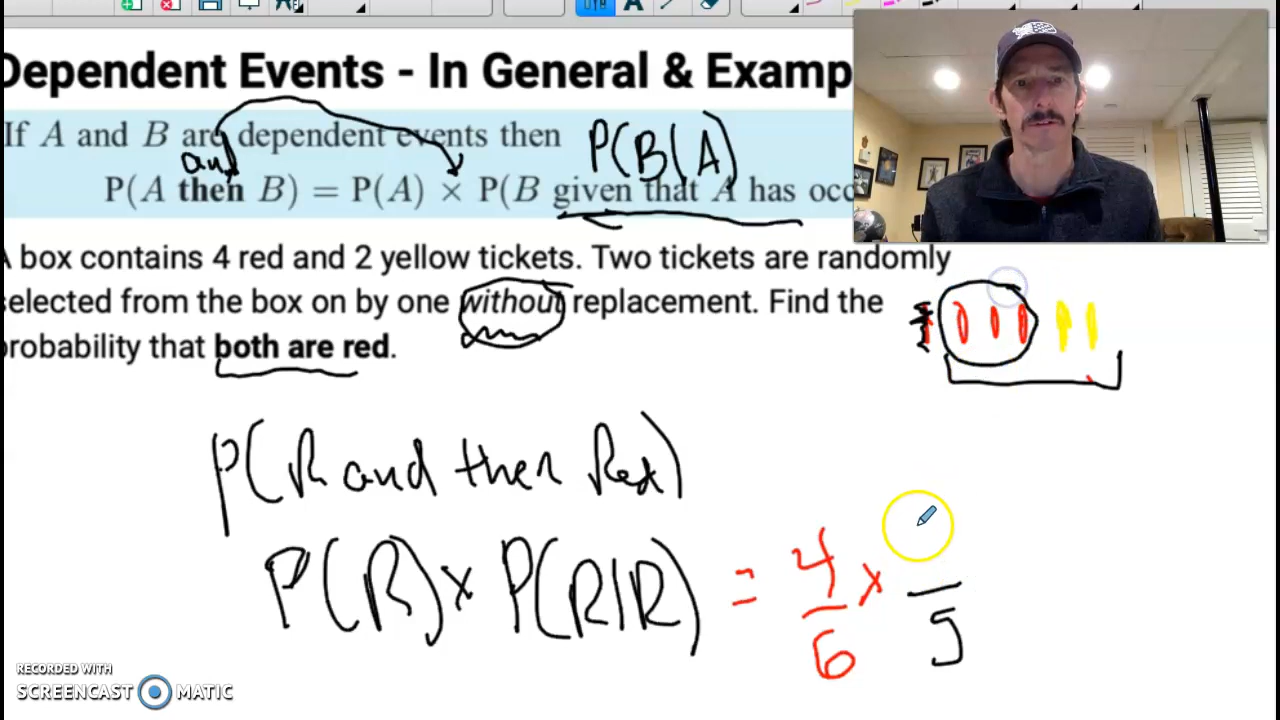 Dependent Events - In General & Examp
If A and B are dependent events then
P(B|A)
and
P(A then B) = P(A) × P(B given that A has occ
A box contains 4 red and 2 yellow tickets. Two tickets are randomly
selected from the box on by one without replacement. Find the
probability that both are red.
P(R and then Red)
P(R) x P(R|R) = 4/6 x /5
RECORDED WITH
SCREENCAST MATIC